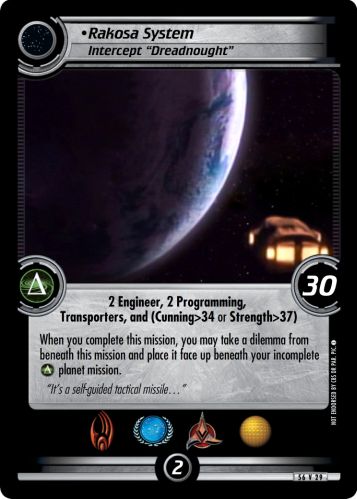 •Rakosa System
Intercept “Dreadnought”
Δ
30
2 Engineer, 2 Programming,
Transporters, and (Cunning>34 or Strength>37)
When you complete this mission, you may take a dilemma from
beneath this mission and place it face up beneath your incomplete
Δ planet mission.
“It’s a self-guided tactical missile…”
NOT ENDORSED BY CBS OR PAR. PIC.
2
56 V 29